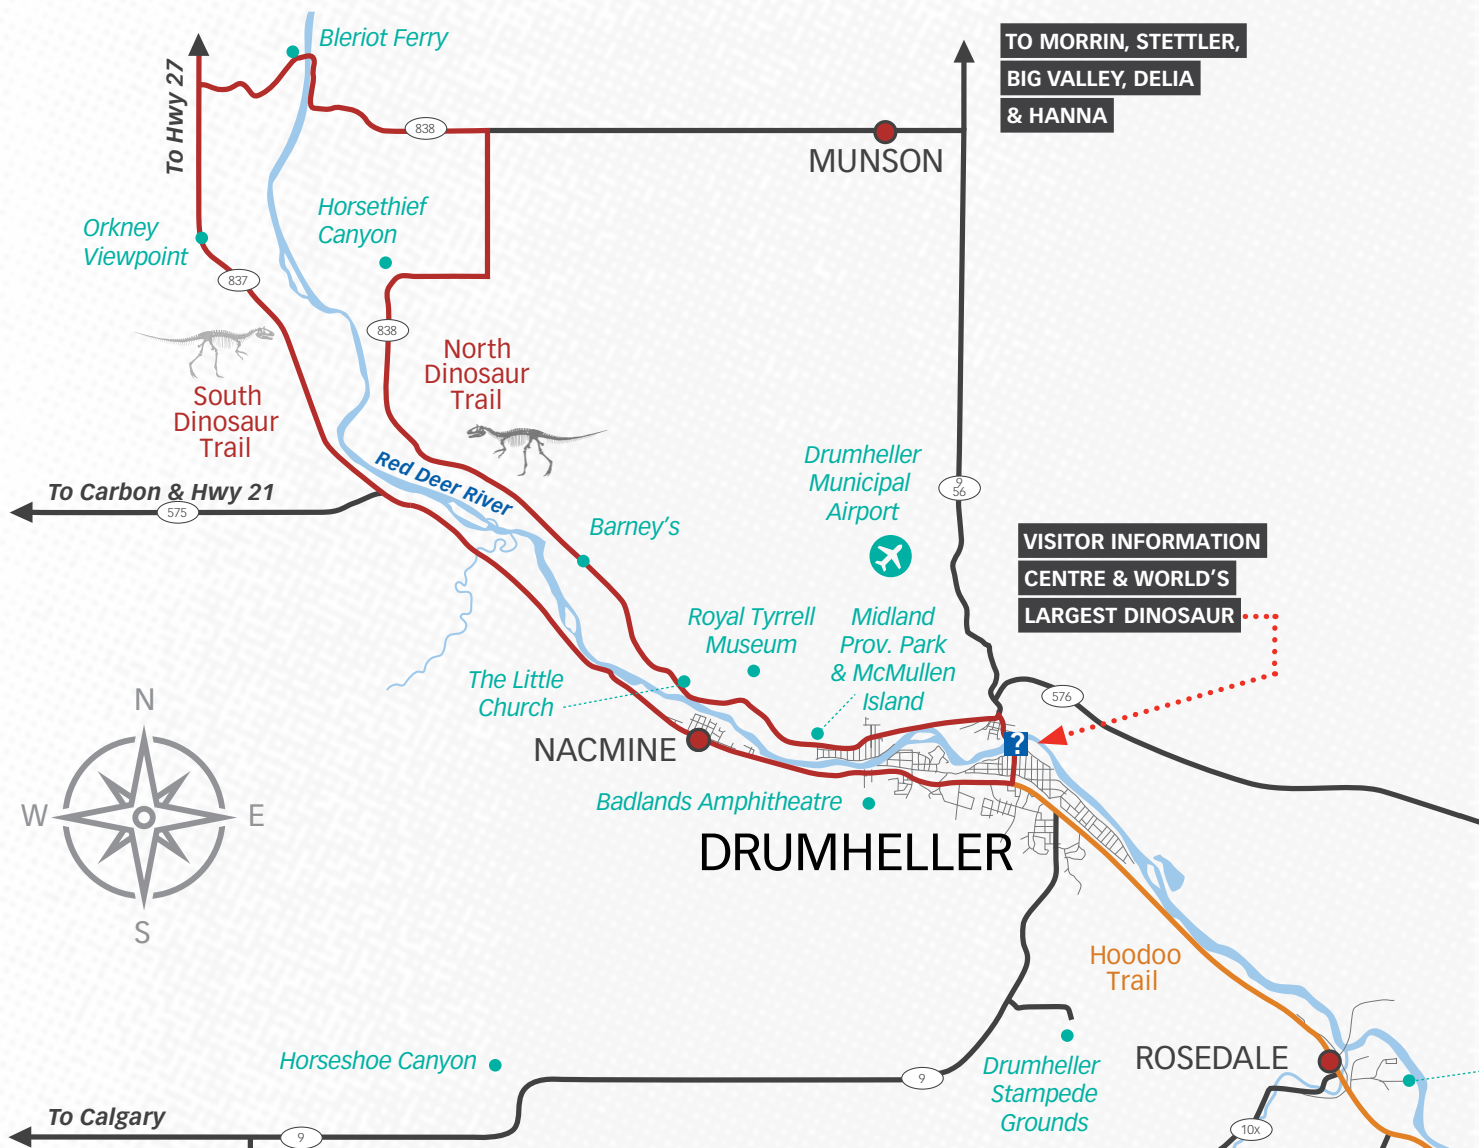 Bleriot Ferry
To Hwy 27
TO MORRIN, STETTLER,
BIG VALLEY, DELIA
& HANNA
838
MUNSON
Orkney
Viewpoint
Horsethief
Canyon
837
838
North
Dinosaur
Trail
South
Dinosaur
Trail
Red Deer River
To Carbon & Hwy 21
575
Drumheller
Municipal
Airport
9
56
Barney's
VISITOR INFORMATION
CENTRE & WORLD'S
LARGEST DINOSAUR
Royal Tyrrell
Museum
Midland
Prov. Park
& McMullen
Island
The Little
Church
576
N
W
E
S
NACMINE
?
Badlands Amphitheatre
DRUMHELLER
Hoodoo
Trail
Horseshoe Canyon
9
Drumheller
Stampede
Grounds
ROSEDALE
To Calgary
9
10x